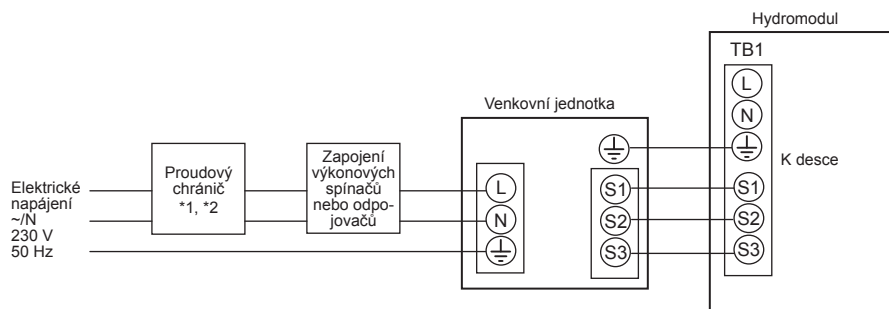 Hydromodul
TB1
L
N
K desce
S1
S2
S3
Venkovní jednotka
L
N
S1
S2
S3
Zapojení
výkonových
spínačů
nebo odpo-
jovačů
Proudový
chránič
*1, *2
Elektrické
napájení
~/N
230 V
50 Hz